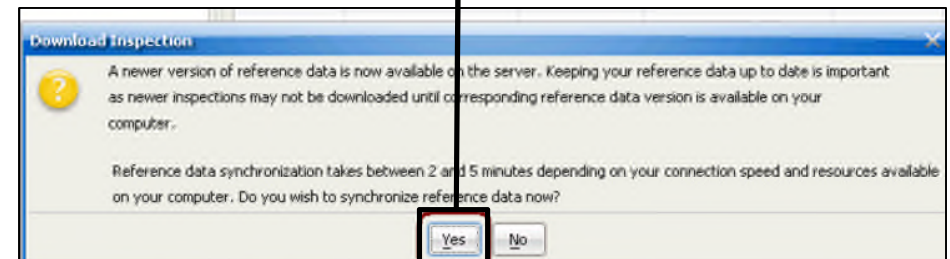 Download Inspection
A newer version of reference data is now available on the server. Keeping your reference data up to date is important
as newer inspections may not be downloaded until corresponding reference data version is available on your
computer.
Reference data synchronization takes between 2 and 5 minutes depending on your connection speed and resources available
on your computer. Do you wish to synchronize reference data now?
Yes No